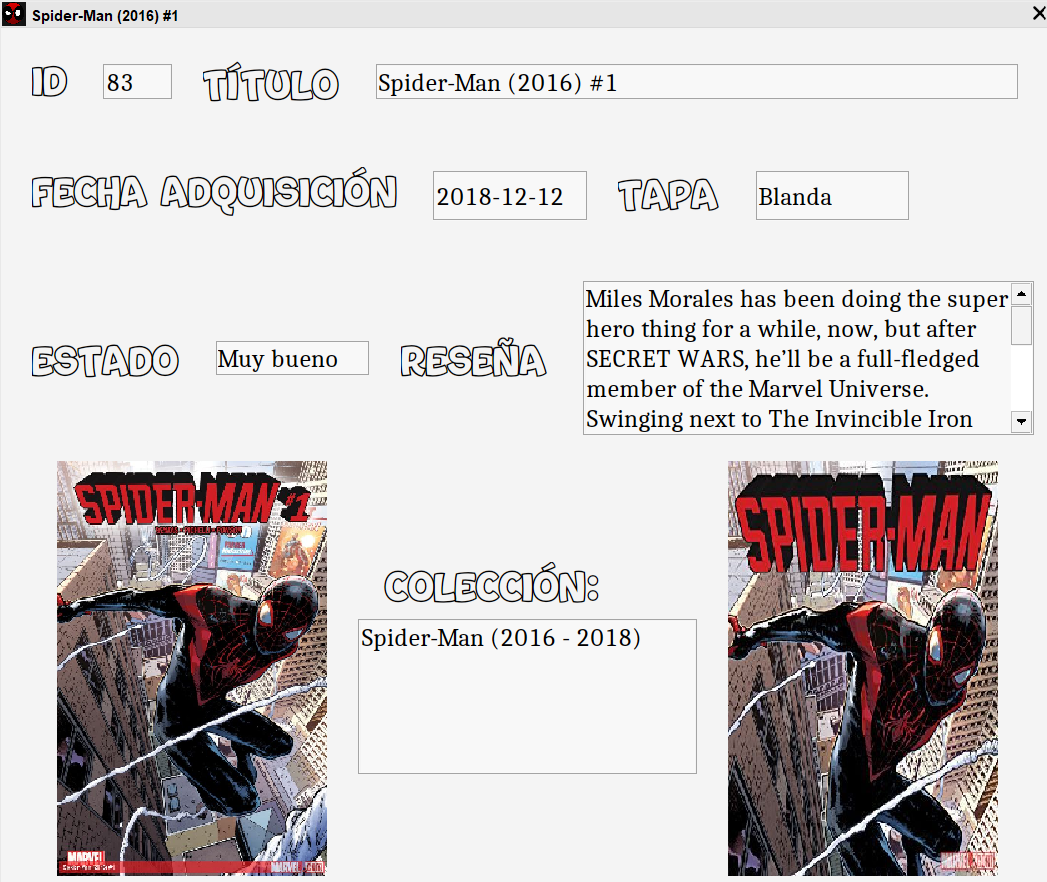 Spider-Man (2016) #1
ID 83 TÍTULO Spider-Man (2016) #1
FECHA ADQUISICIÓN 2018-12-12 TAPA Blanda
ESTADO Muy bueno RESEÑA
Miles Morales has been doing the super
hero thing for a while, now, but after
SECRET WARS, he’ll be a full-fledged
member of the Marvel Universe.
Swinging next to The Invincible Iron
SPIDER-MAN #1
MARVEL
COLECCIÓN:
Spider-Man (2016 - 2018)
SPIDER-MAN
MARVEL